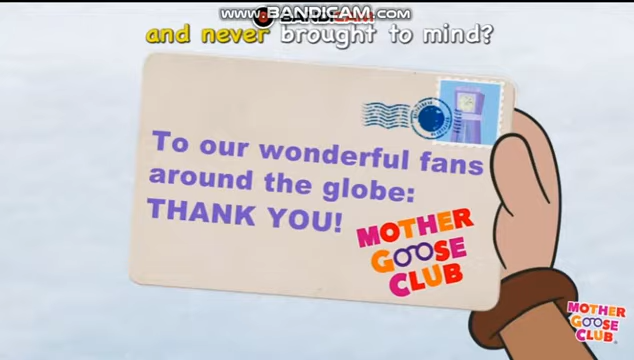 www.BANDICAM.com
and never brought to mind?
To our wonderful fans
around the globe:
THANK YOU!
MOTHER
GOOSE
CLUB
MOTHER
GOOSE
CLUB